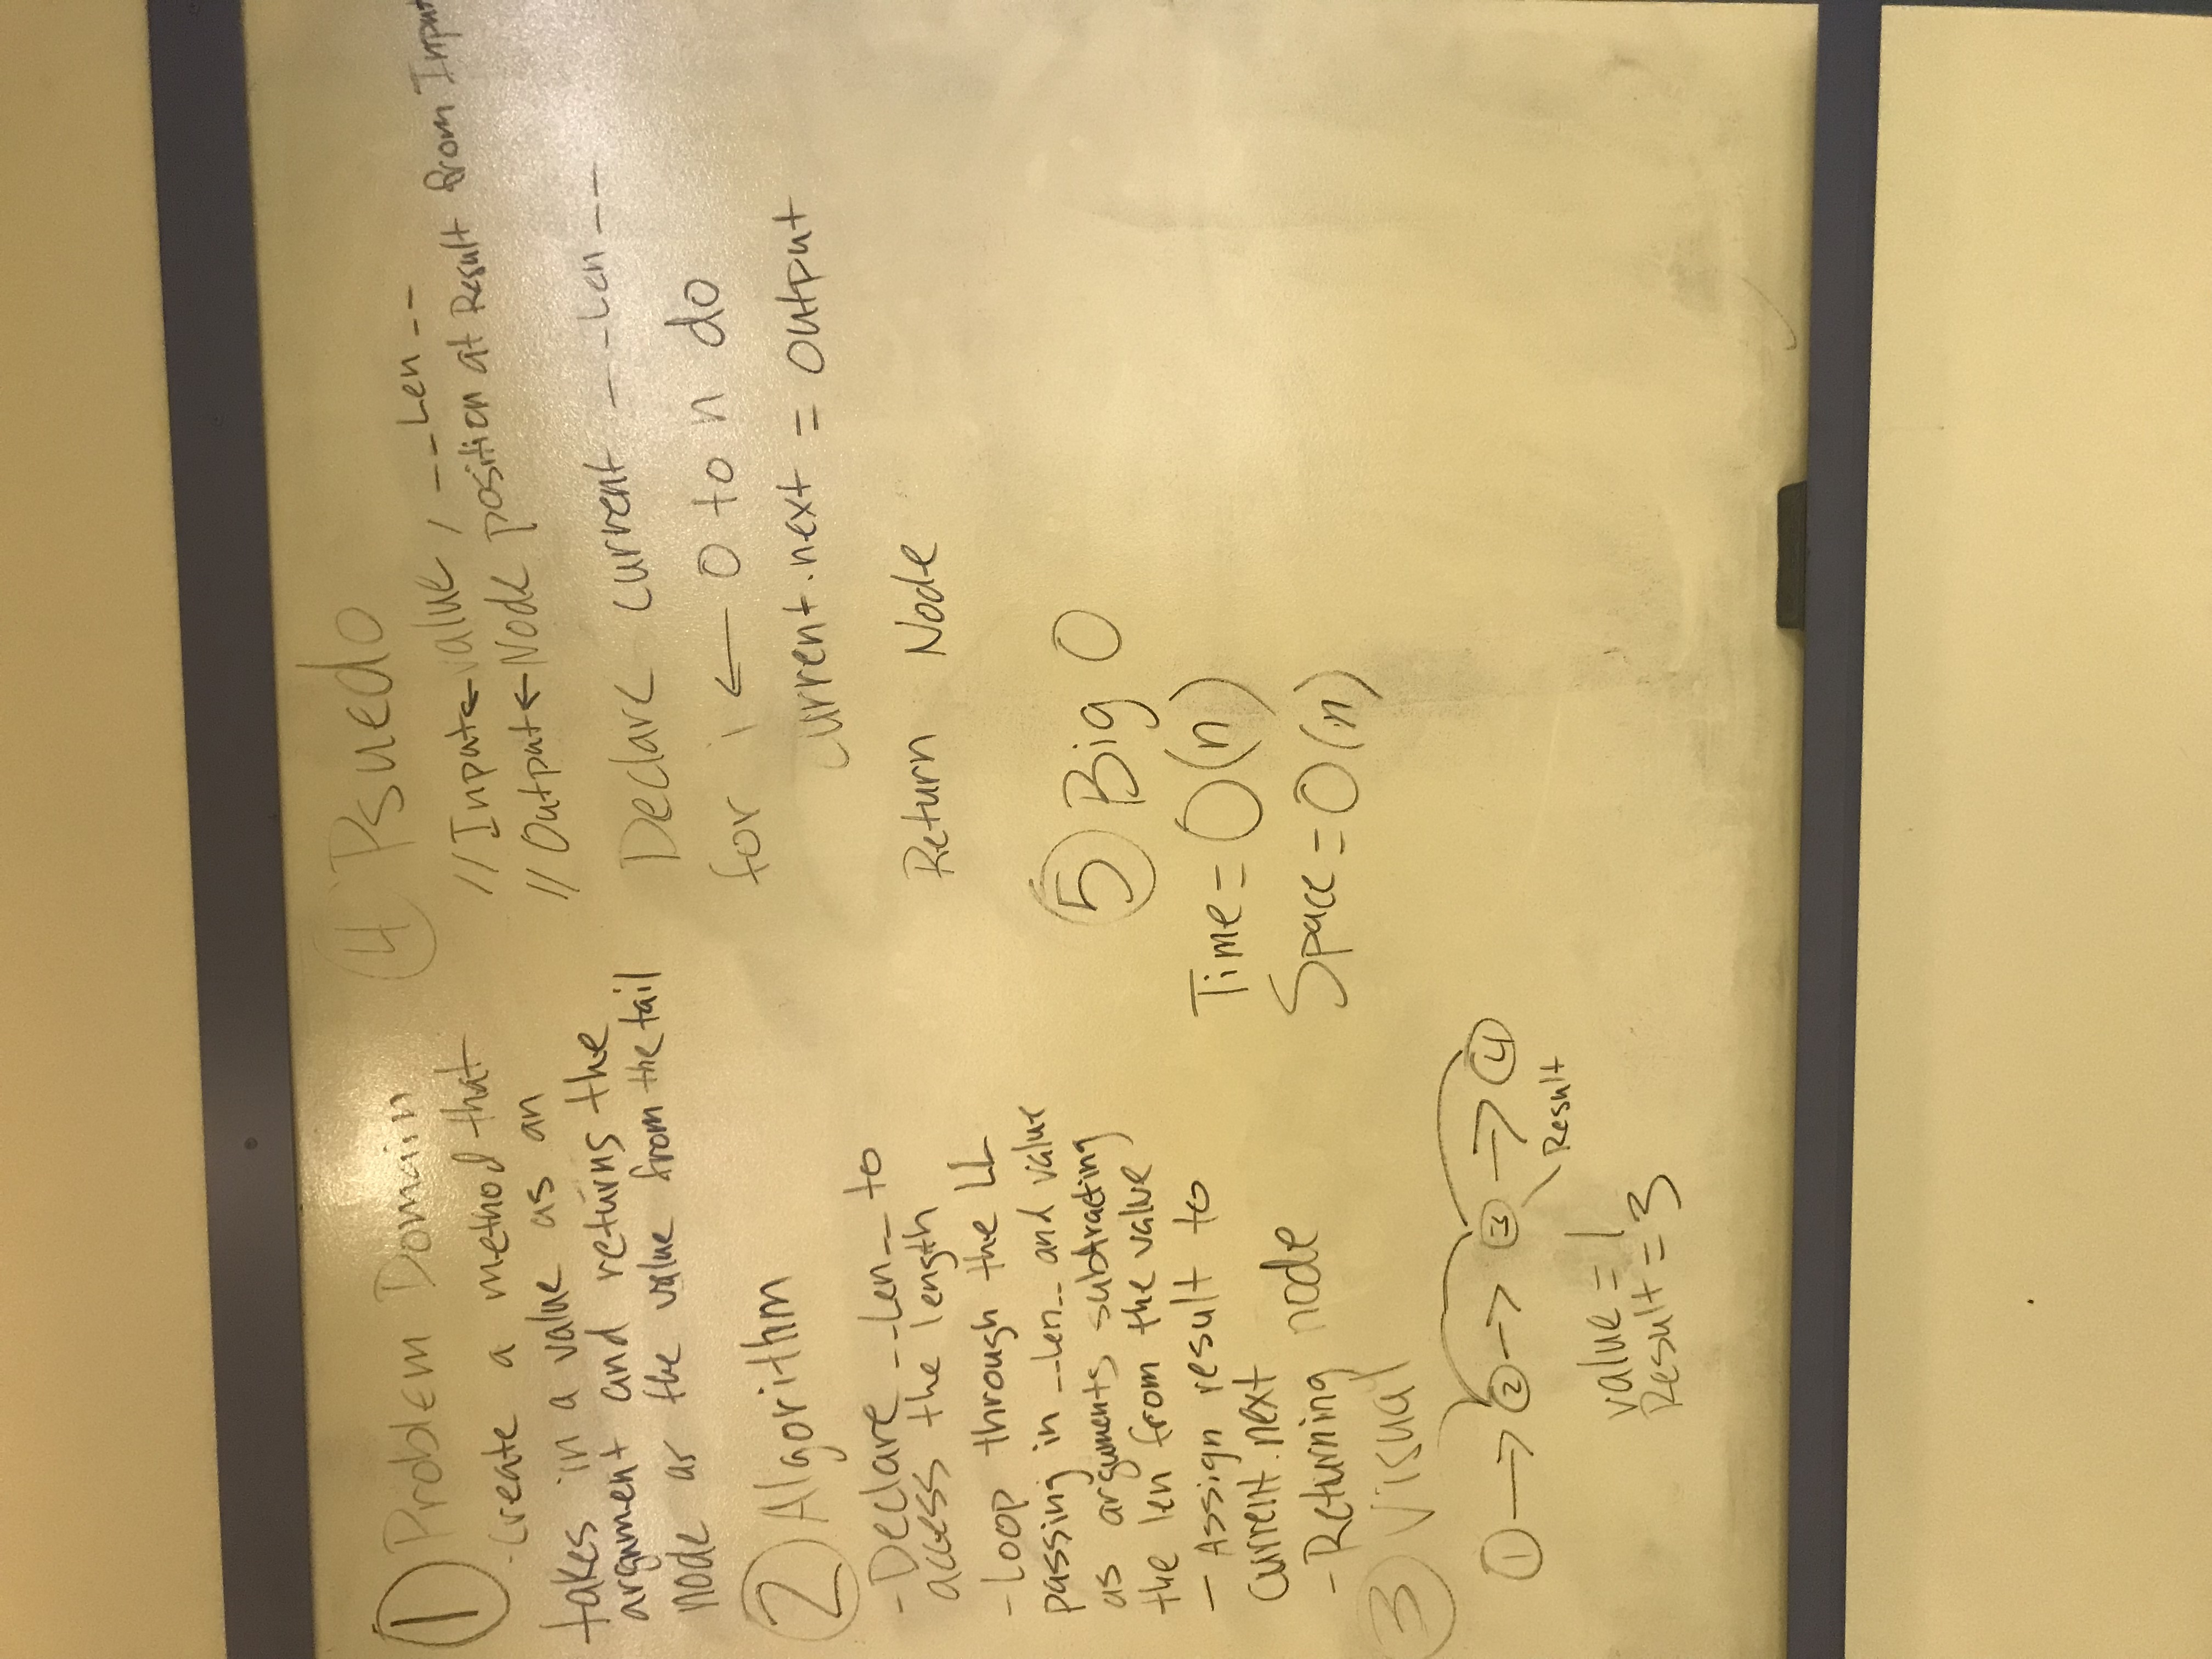 ① Problem Domain
-Create a method that
takes in a value as an
argument and returns the
node as the value from the tail
② Algorithm
-Declare __Len__ to
access the length
-Loop through the LL
passing in __Len__ and value
as arguments subtracting
the len from the value
- Assign result to
current.next
-Returning node
③ Visual
① → ② → ③ → ④
Result
value = 1
Result = 3
④ Psuedo
// Input ← value, __Len__
// Output ← Node position at Result from Input
Declare current __Len__
for i ← 0 to n do
current.next = output
Return Node
⑤ Big O
Time = O(n)
Space = O(n)